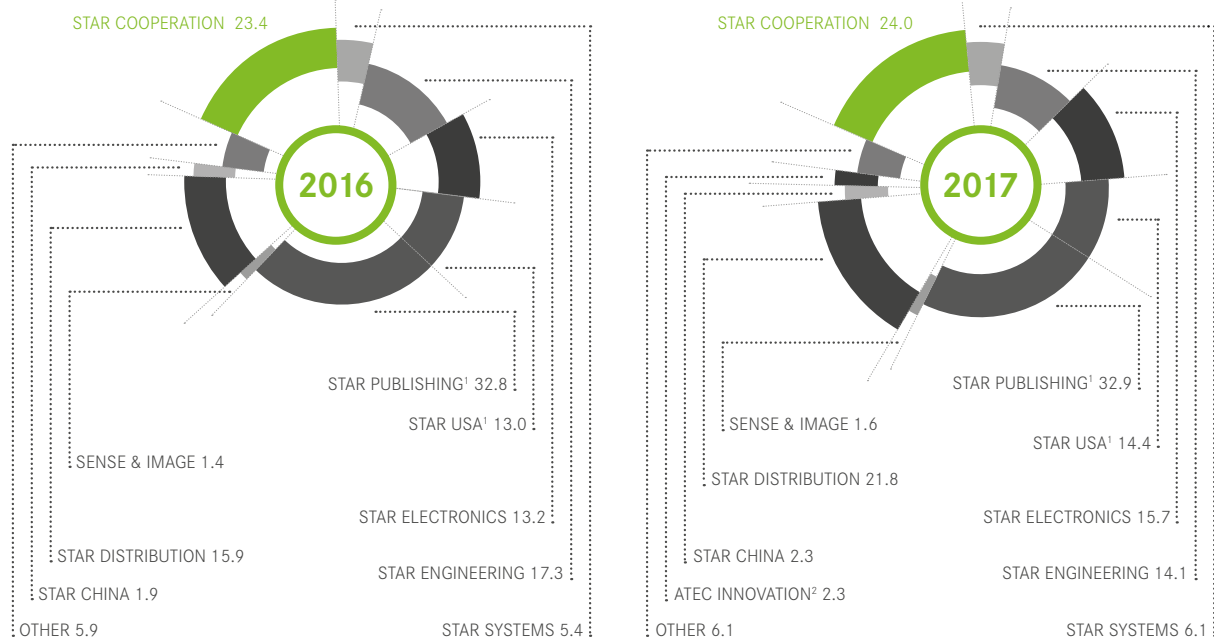 STAR COOPERATION 23.4
2016
STAR PUBLISHING¹ 32.8
STAR USA¹ 13.0
SENSE & IMAGE 1.4
STAR ELECTRONICS 13.2
STAR DISTRIBUTION 15.9
STAR ENGINEERING 17.3
STAR CHINA 1.9
OTHER 5.9
STAR SYSTEMS 5.4
STAR COOPERATION 24.0
2017
STAR PUBLISHING¹ 32.9
SENSE & IMAGE 1.6
STAR USA¹ 14.4
STAR DISTRIBUTION 21.8
STAR ELECTRONICS 15.7
STAR CHINA 2.3
STAR ENGINEERING 14.1
ATEC INNOVATION² 2.3
OTHER 6.1
STAR SYSTEMS 6.1